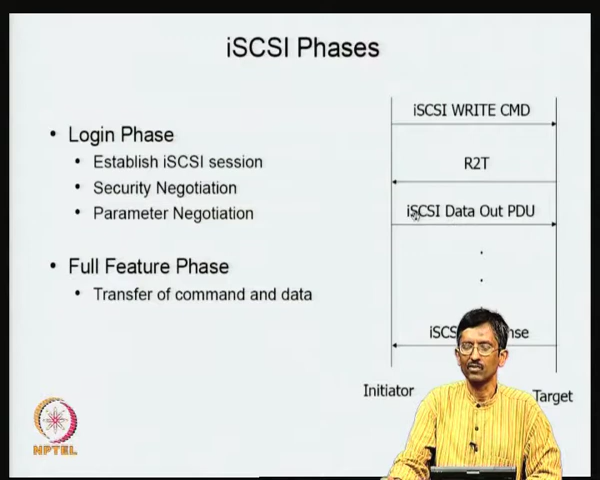 iSCSI Phases
• Login Phase
• Establish iSCSI session
• Security Negotiation
• Parameter Negotiation
• Full Feature Phase
• Transfer of command and data
iSCSI WRITE CMD
R2T
iSCSI Data Out PDU
Initiator
Target
NPTEL